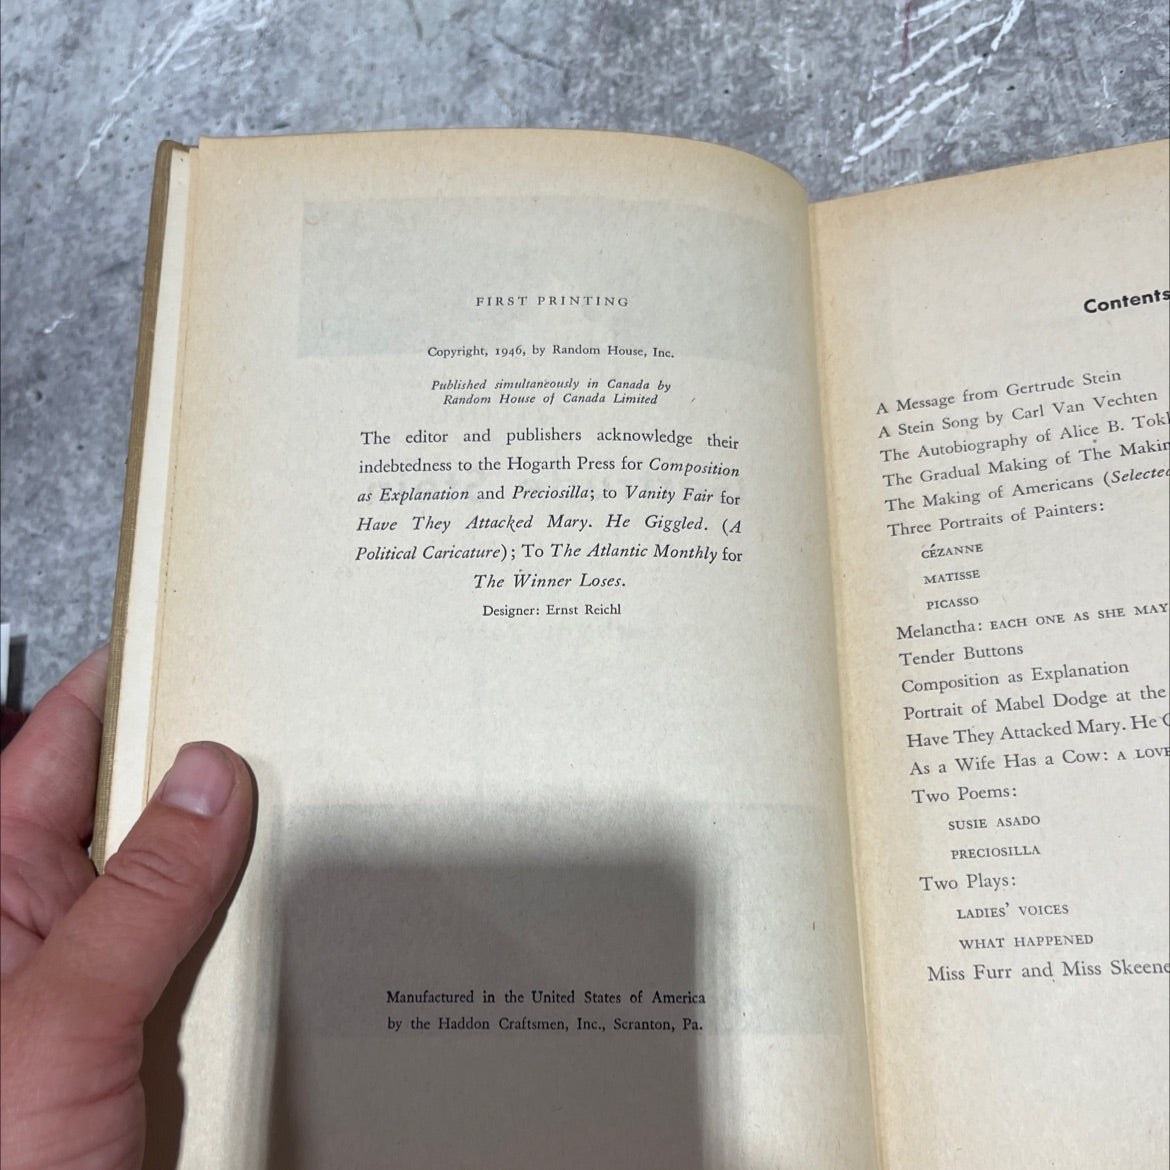 FIRST PRINTING
Copyright, 1946, by Random House, Inc.
Published simultaneously in Canada by
Random House of Canada Limited
The editor and publishers acknowledge their
indebtedness to the Hogarth Press for Composition
as Explanation and Preciosilla; to Vanity Fair for
Have They Attacked Mary. He Giggled. (A
Political Caricature); To The Atlantic Monthly for
The Winner Loses.
Designer: Ernst Reichl
Manufactured in the United States of America
by the Haddon Craftsmen, Inc., Scranton, Pa.
Contents
A Message from Gertrude Stein
A Stein Song by Carl Van Vechten
The Autobiography of Alice B.
The Gradual Making of The
The Making of Americans (Selected
Three Portraits of Painters:
CÉZANNE
MATISSE
PICASSO
Melanctha: EACH ONE AS SHE MAY
Tender Buttons
Composition as Explanation
Portrait of Mabel Dodge at the
Have They Attacked Mary. He
As a Wife Has a Cow: A LOVE
Two Poems:
SUSIE ASADO
PRECIOSILLA
Two Plays:
LADIES' VOICES
WHAT HAPPENED
Miss Furr and Miss Skeene